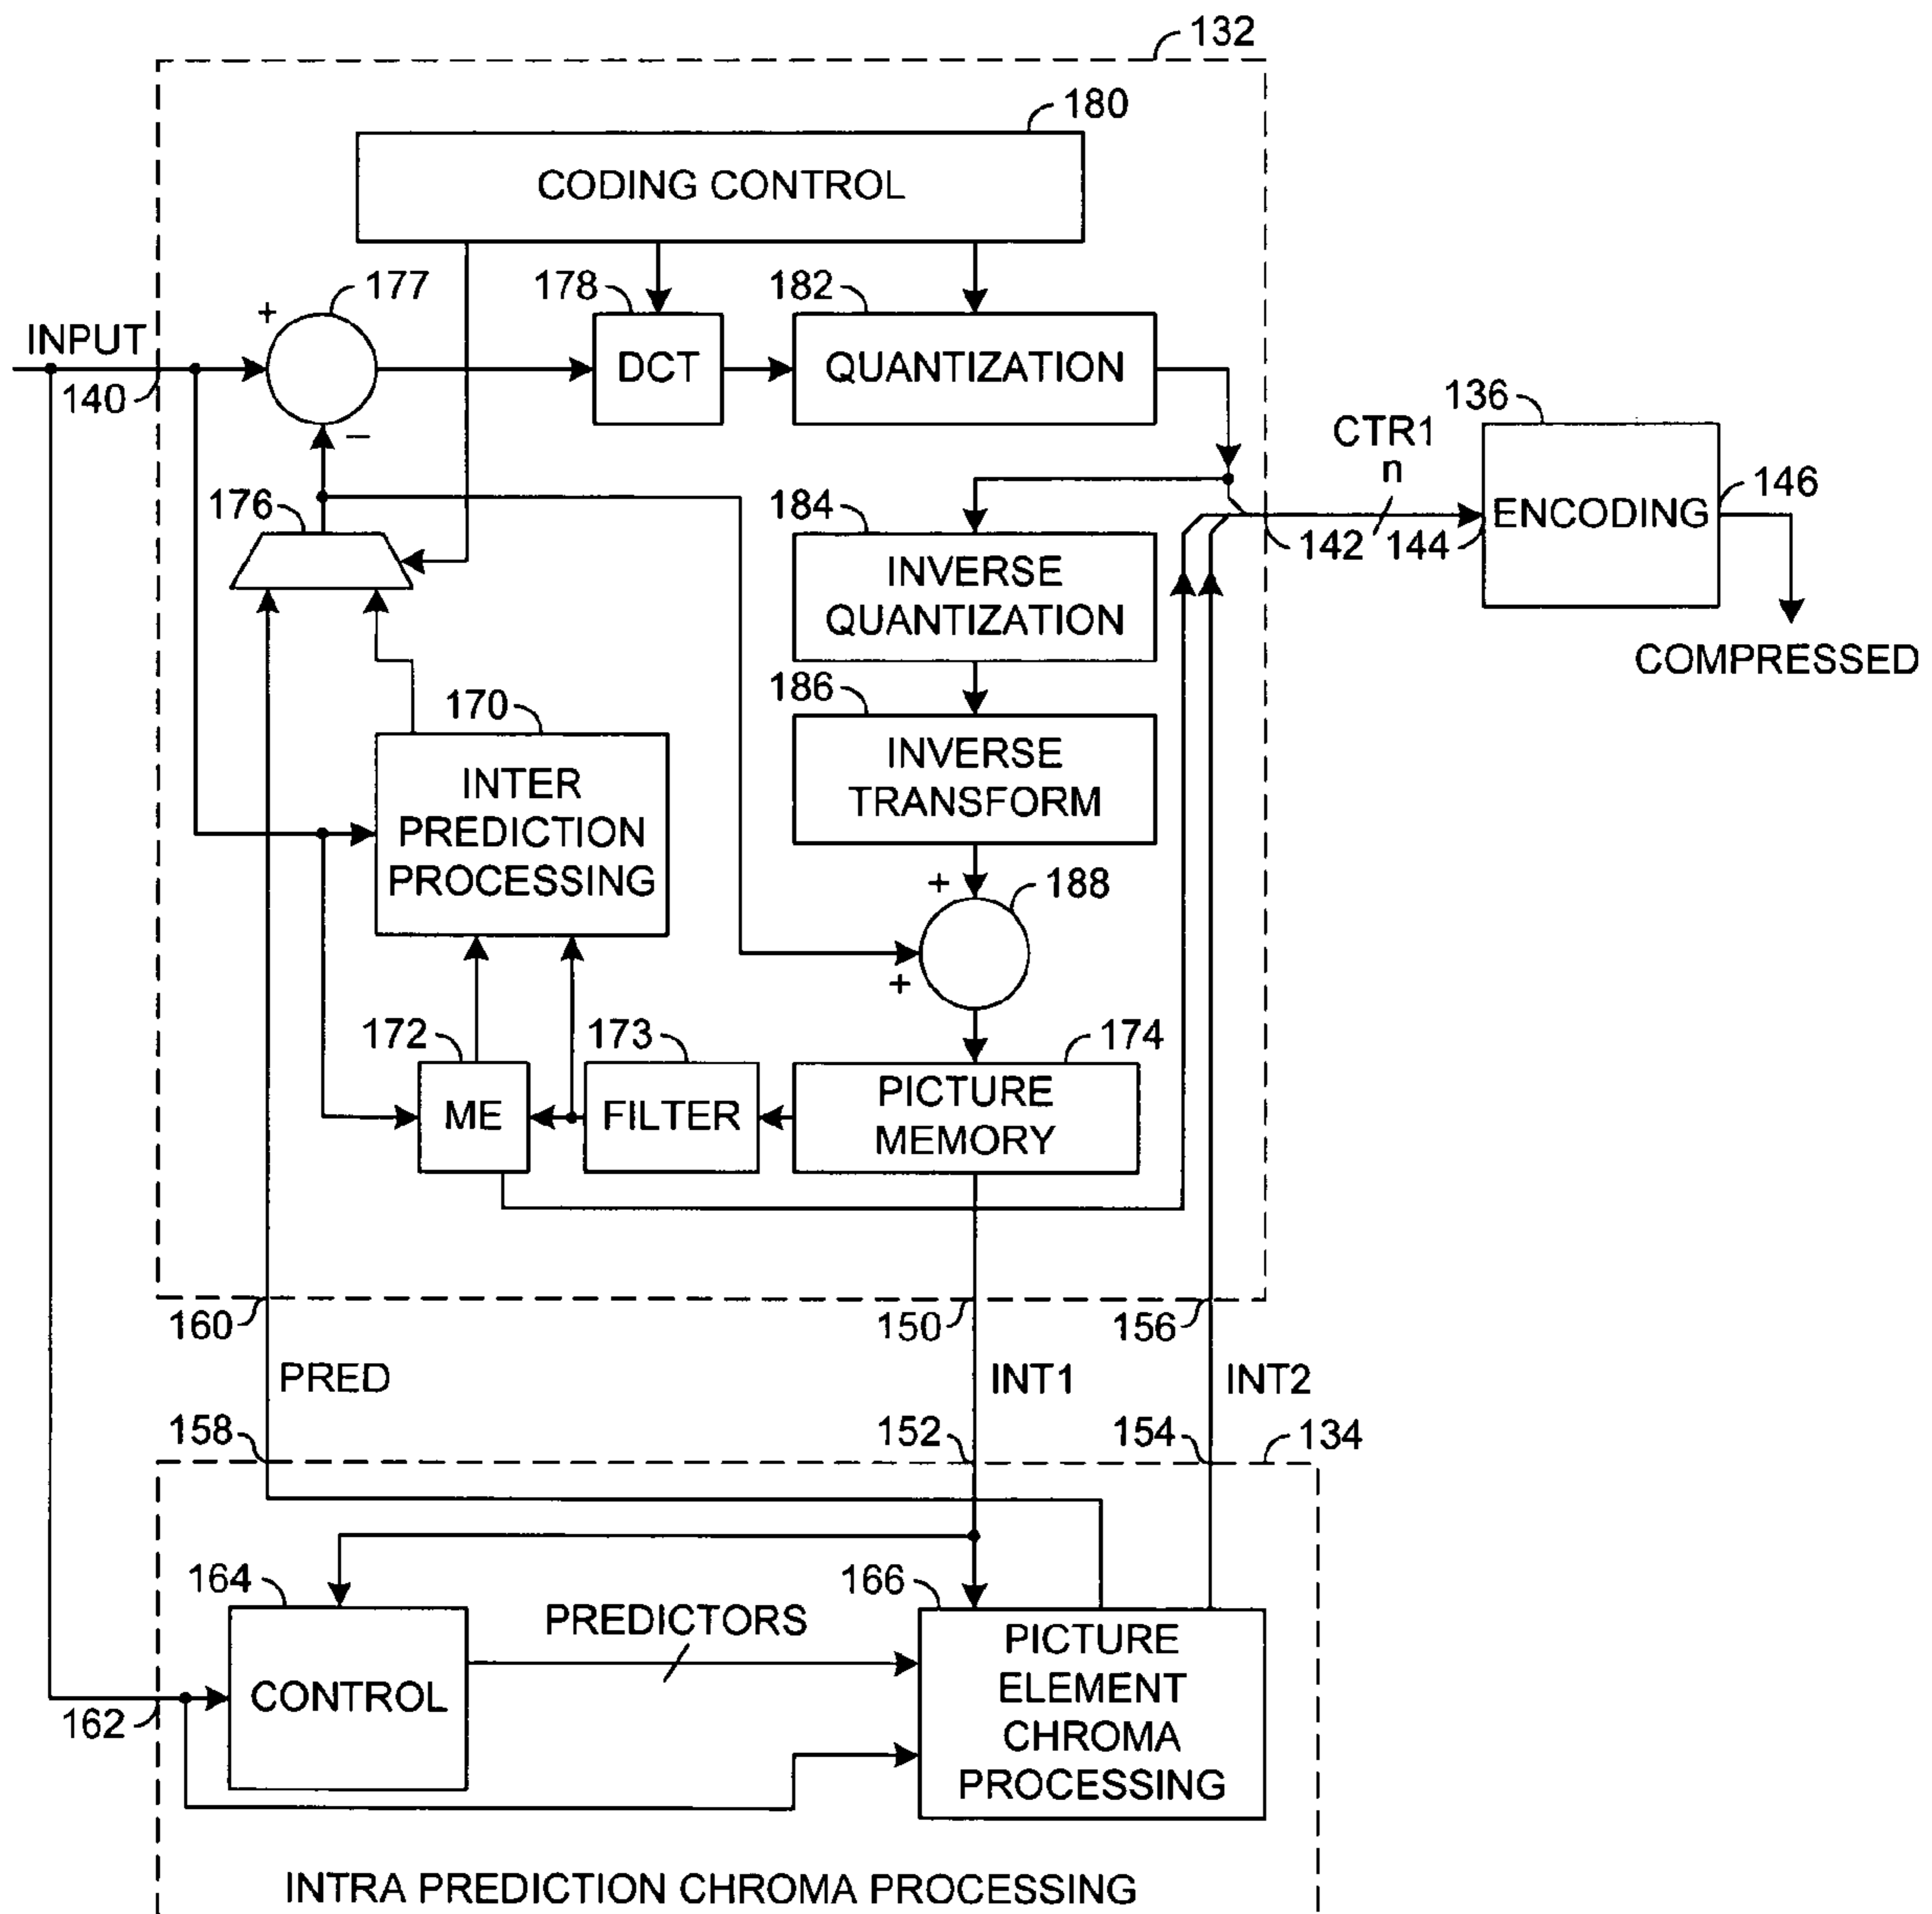 132
180
CODING CONTROL
177
178
182
+
INPUT
DCT
QUANTIZATION
140
−
136
CTR1
n
176
184
146
ENCODING
142
144
INVERSE
QUANTIZATION
COMPRESSED
186
170
INVERSE
TRANSFORM
INTER
PREDICTION
PROCESSING
+
188
+
172
173
174
ME
FILTER
PICTURE
MEMORY
160
150
156
PRED
INT1
INT2
158
152
154
134
164
166
PREDICTORS
CONTROL
PICTURE
ELEMENT
CHROMA
PROCESSING
162
INTRA PREDICTION CHROMA PROCESSING